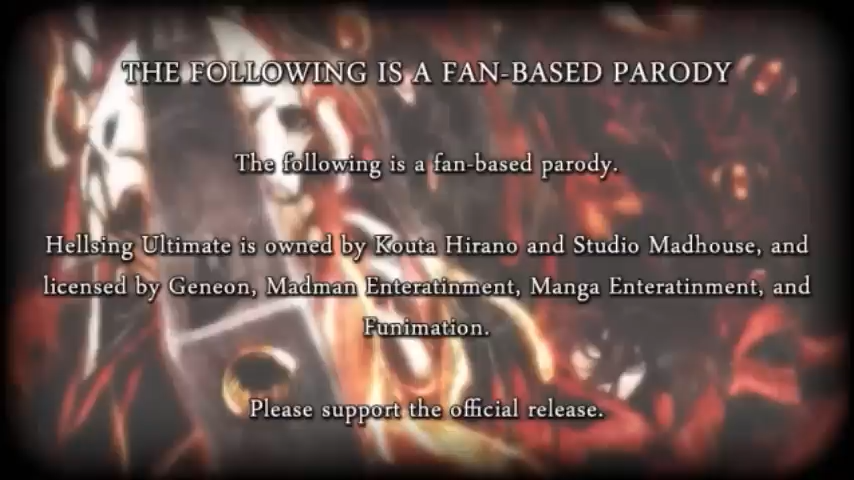 THE FOLLOWING IS A FAN-BASED PARODY
The following is a fan-based parody.
Hellsing Ultimate is owned by Kouta Hirano and Studio Madhouse, and
licensed by Geneon, Madman Enteratinment, Manga Enteratinment, and
Funimation.
Please support the official release.